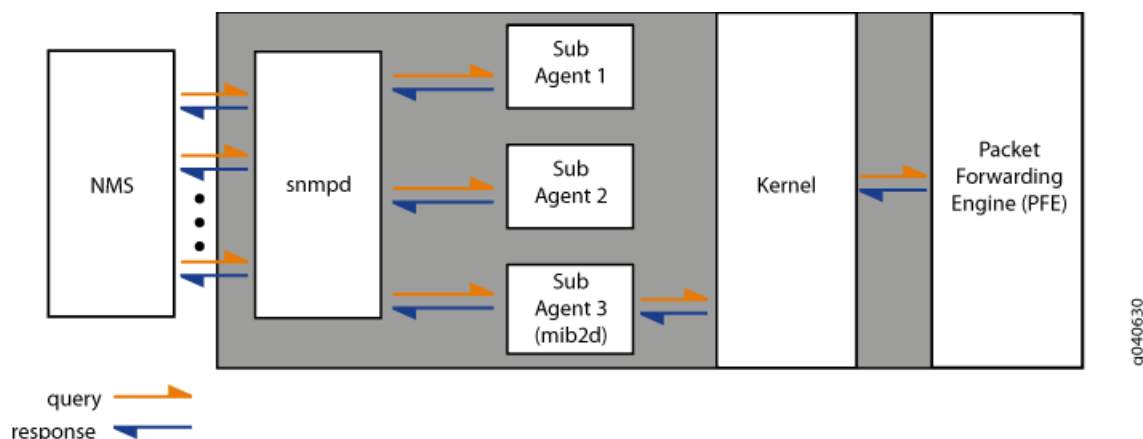 NMS
snmpd
Sub
Agent 1
Sub
Agent 2
Sub
Agent 3
(mib2d)
Kernel
Packet
Forwarding
Engine (PFE)
g040630
query
response